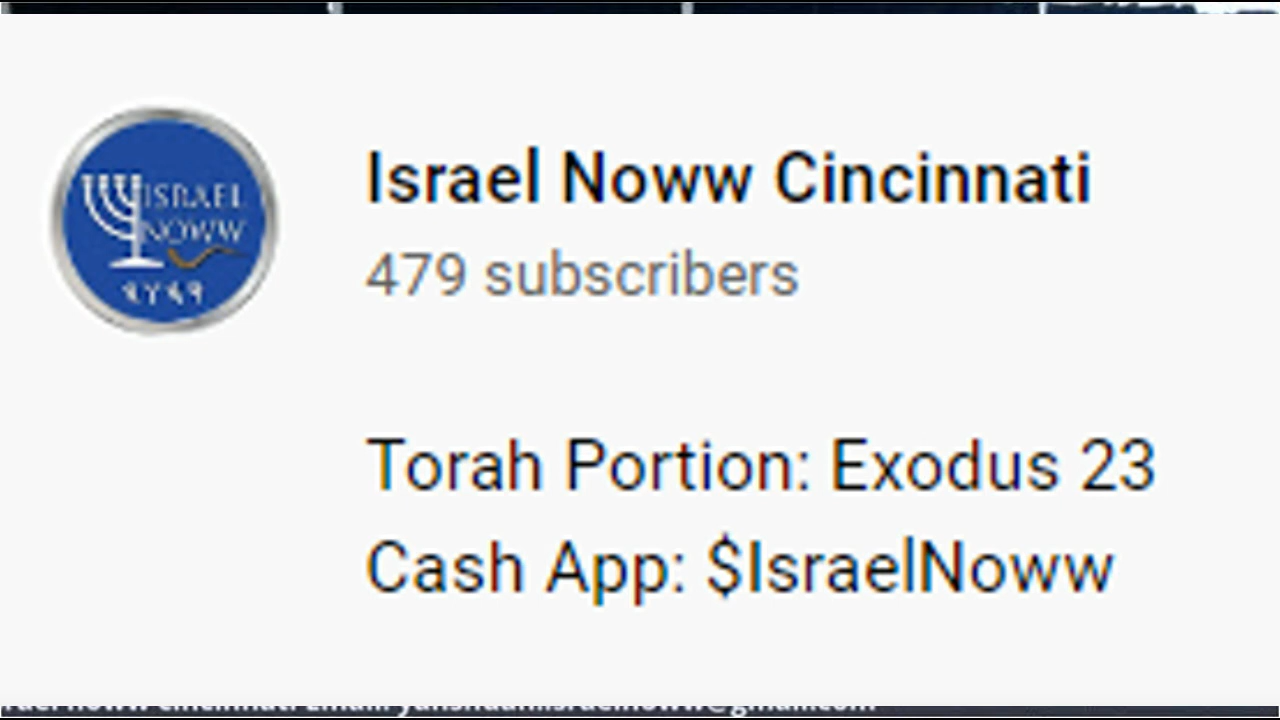 ISRAEL
NOWW
Israel Noww Cincinnati
479 subscribers
Torah Portion: Exodus 23
Cash App: $IsraelNoww